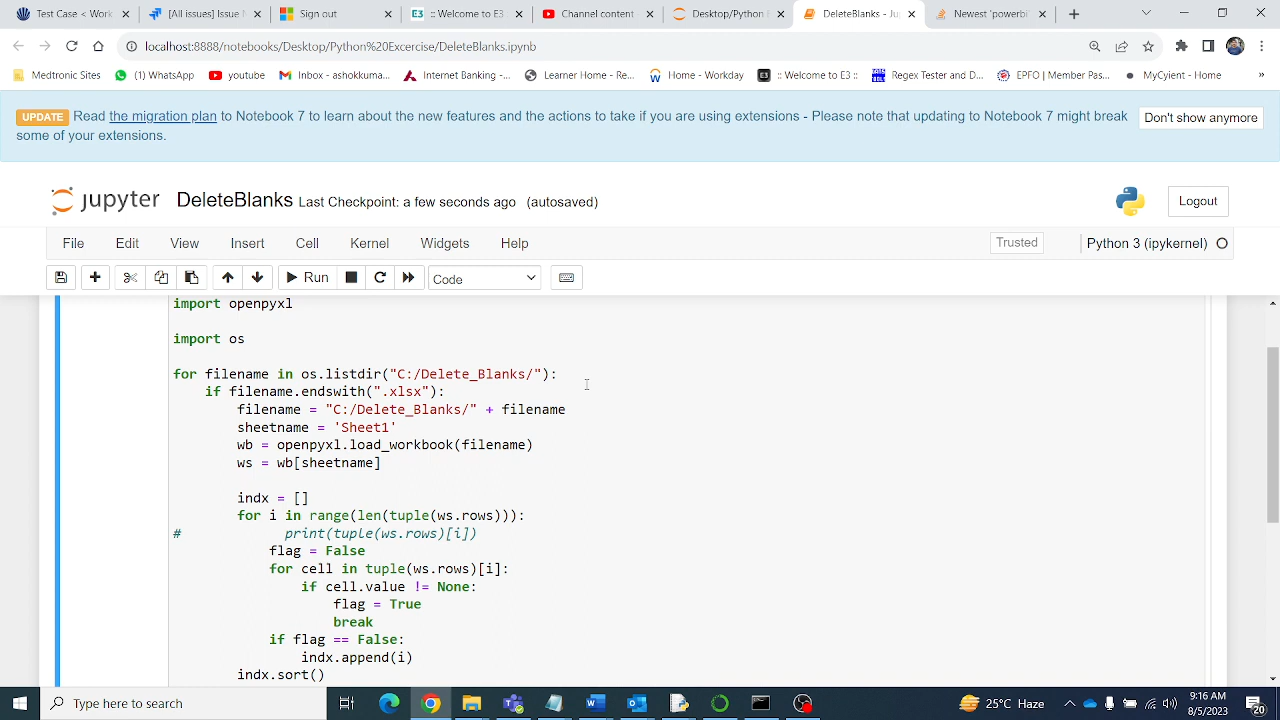 Test Case < Work
[All issues] Issue N
Sign out
:: Welcome to E3 ::
Channel content
Desktop/Python
DeleteBlanks - Ju
Newest 'powerbi
localhost:8888/notebooks/Desktop/Python%20Excercise/DeleteBlanks.ipynb
Medtronic Sites
(1) WhatsApp
youtube
Inbox - ashokkuma...
Internet Banking -...
Learner Home - Re...
Home - Workday
:: Welcome to E3 ::
Regex Tester and D...
EPFO | Member Pas...
MyCyient - Home
»
UPDATE Read the migration plan to Notebook 7 to learn about the new features and the actions to take if you are using extensions - Please note that updating to Notebook 7 might break
some of your extensions.
Don't show anymore
jupyter DeleteBlanks Last Checkpoint: a few seconds ago (autosaved)
Logout
File Edit View Insert Cell Kernel Widgets Help
Trusted
Python 3 (ipykernel)
Run
Code
import openpyxl
import os
for filename in os.listdir("C:/Delete_Blanks/"):
if filename.endswith(".xlsx"):
filename = "C:/Delete_Blanks/" + filename
sheetname = 'Sheet1'
wb = openpyxl.load_workbook(filename)
ws = wb[sheetname]
indx = []
for i in range(len(tuple(ws.rows))):
# print(tuple(ws.rows)[i])
flag = False
for cell in tuple(ws.rows)[i]:
if cell.value != None:
flag = True
break
if flag == False:
indx.append(i)
indx.sort()
Type here to search
25°C Haze
5:16 AM
8/5/2023
20